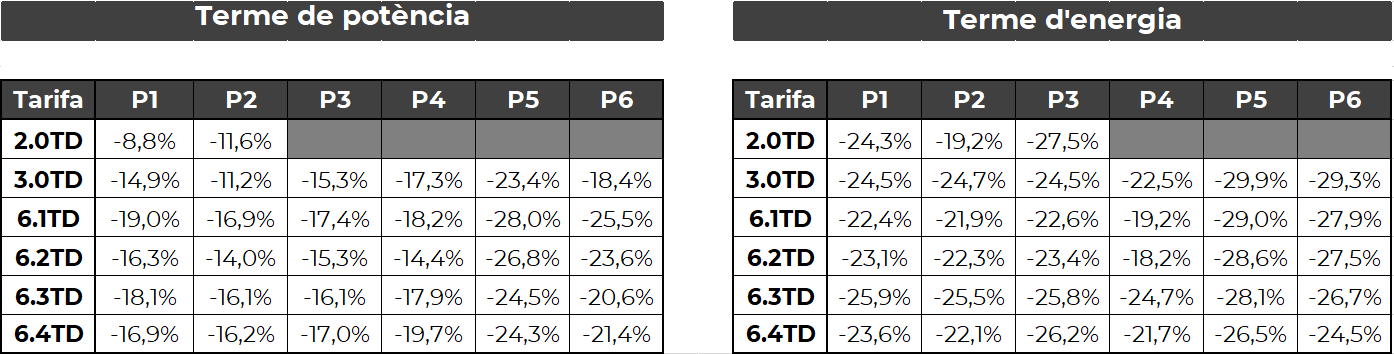 Terme de potència
Tarifa P1 P2 P3 P4 P5 P6
2.0TD -8,8% -11,6%
3.0TD -14,9% -11,2% -15,3% -17,3% -23,4% -18,4%
6.1TD -19,0% -16,9% -17,4% -18,2% -28,0% -25,5%
6.2TD -16,3% -14,0% -15,3% -14,4% -26,8% -23,6%
6.3TD -18,1% -16,1% -16,1% -17,9% -24,5% -20,6%
6.4TD -16,9% -16,2% -17,0% -19,7% -24,3% -21,4%
Terme d'energia
Tarifa P1 P2 P3 P4 P5 P6
2.0TD -24,3% -19,2% -27,5%
3.0TD -24,5% -24,7% -24,5% -22,5% -29,9% -29,3%
6.1TD -22,4% -21,9% -22,6% -19,2% -29,0% -27,9%
6.2TD -23,1% -22,3% -23,4% -18,2% -28,6% -27,5%
6.3TD -25,9% -25,5% -25,8% -24,7% -28,1% -26,7%
6.4TD -23,6% -22,1% -26,2% -21,7% -26,5% -24,5%